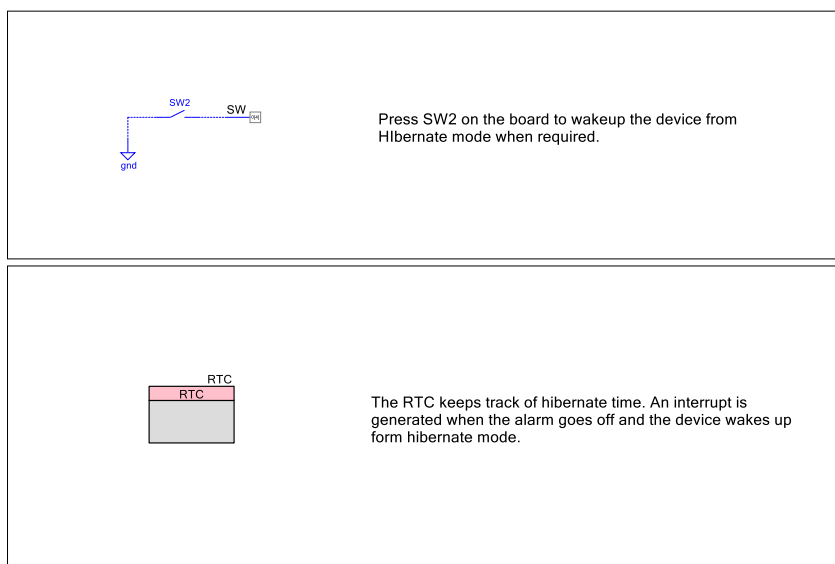 SW2
SW
0[4]
gnd
Press SW2 on the board to wakeup the device from
HIbernate mode when required.
RTC
RTC
The RTC keeps track of hibernate time. An interrupt is
generated when the alarm goes off and the device wakes up
form hibernate mode.